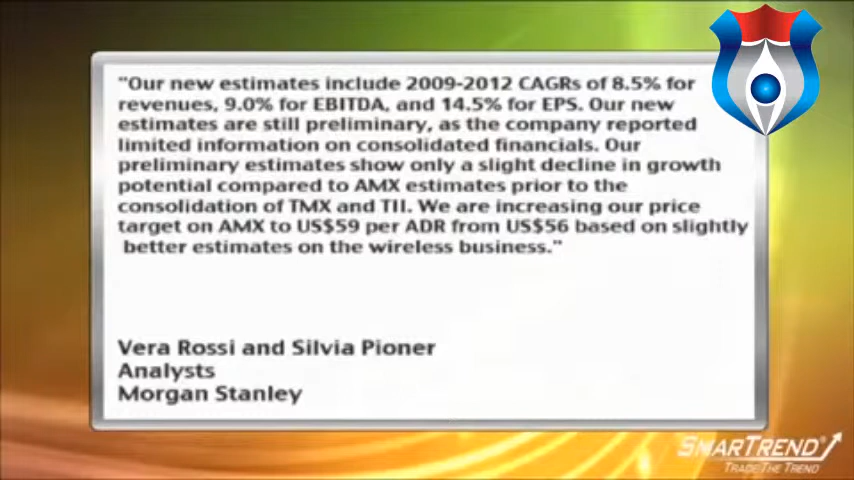 "Our new estimates include 2009-2012 CAGRs of 8.5% for
revenues, 9.0% for EBITDA, and 14.5% for EPS. Our new
estimates are still preliminary, as the company reported
limited information on consolidated financials. Our
preliminary estimates show only a slight decline in growth
potential compared to AMX estimates prior to the
consolidation of TMX and TII. We are increasing our price
target on AMX to US$59 per ADR from US$56 based on slightly
better estimates on the wireless business."
Vera Rossi and Silvia Pioner
Analysts
Morgan Stanley
SMARTREND®
TRADE THE TREND